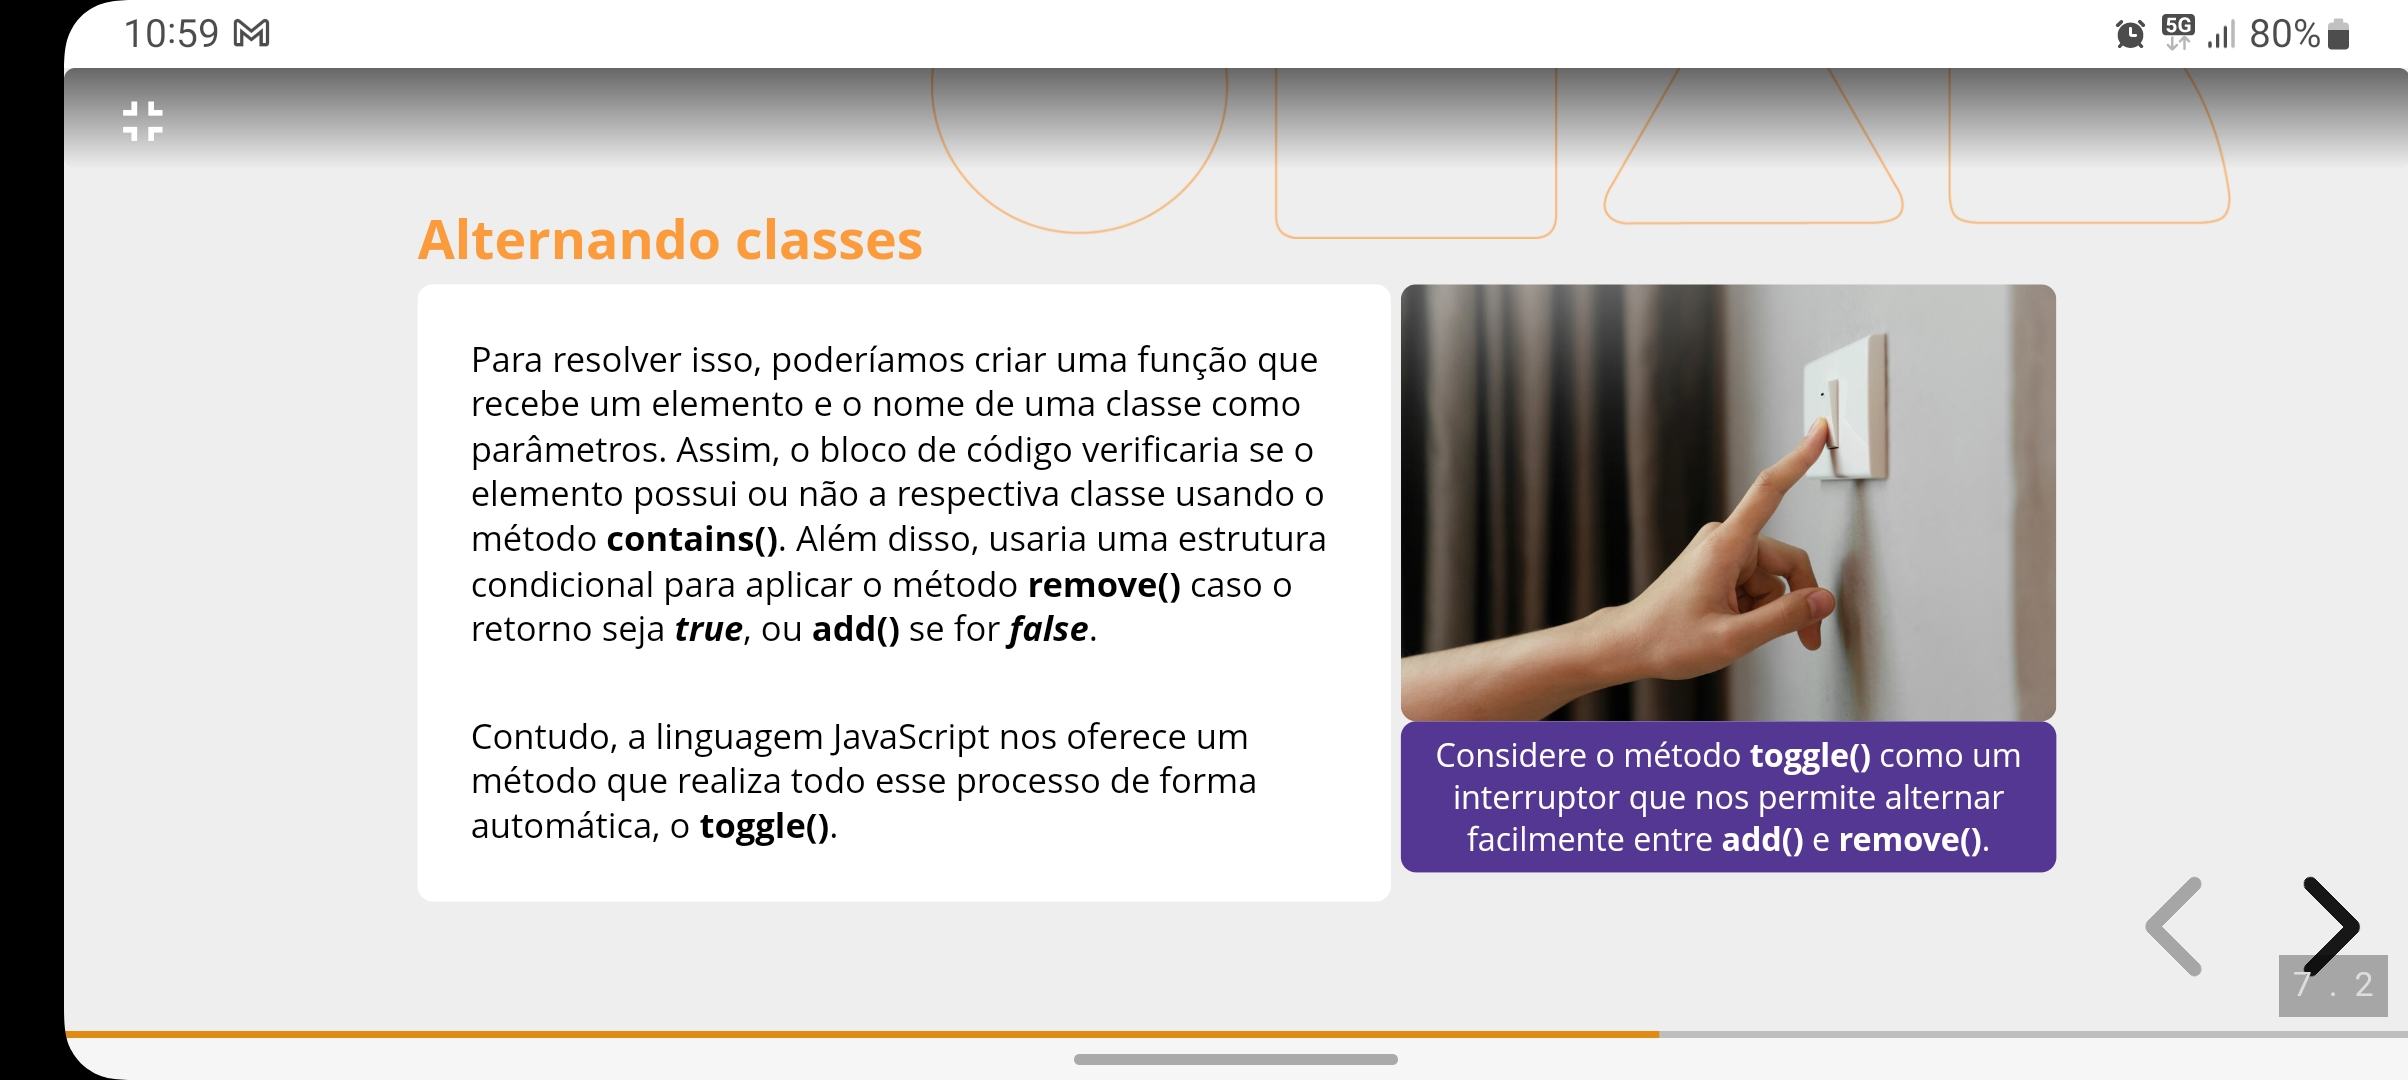 10:59
5G
80%
Alternando classes
Para resolver isso, poderíamos criar uma função que
recebe um elemento e o nome de uma classe como
parâmetros. Assim, o bloco de código verificaria se o
elemento possui ou não a respectiva classe usando o
método contains(). Além disso, usaria uma estrutura
condicional para aplicar o método remove() caso o
retorno seja true, ou add() se for false.
Contudo, a linguagem JavaScript nos oferece um
método que realiza todo esse processo de forma
automática, o toggle().
Considere o método toggle() como um
interruptor que nos permite alternar
facilmente entre add() e remove().
7 . 2